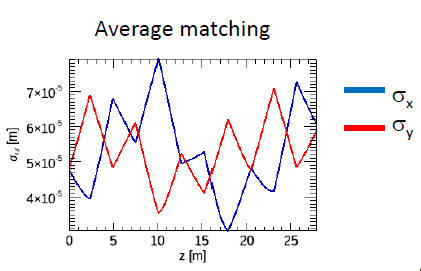 Average matching
σx,y [m]
7×10-5
6×10-5
5×10-5
4×10-5
0 5 10 15 20 25
z [m]
σx
σy